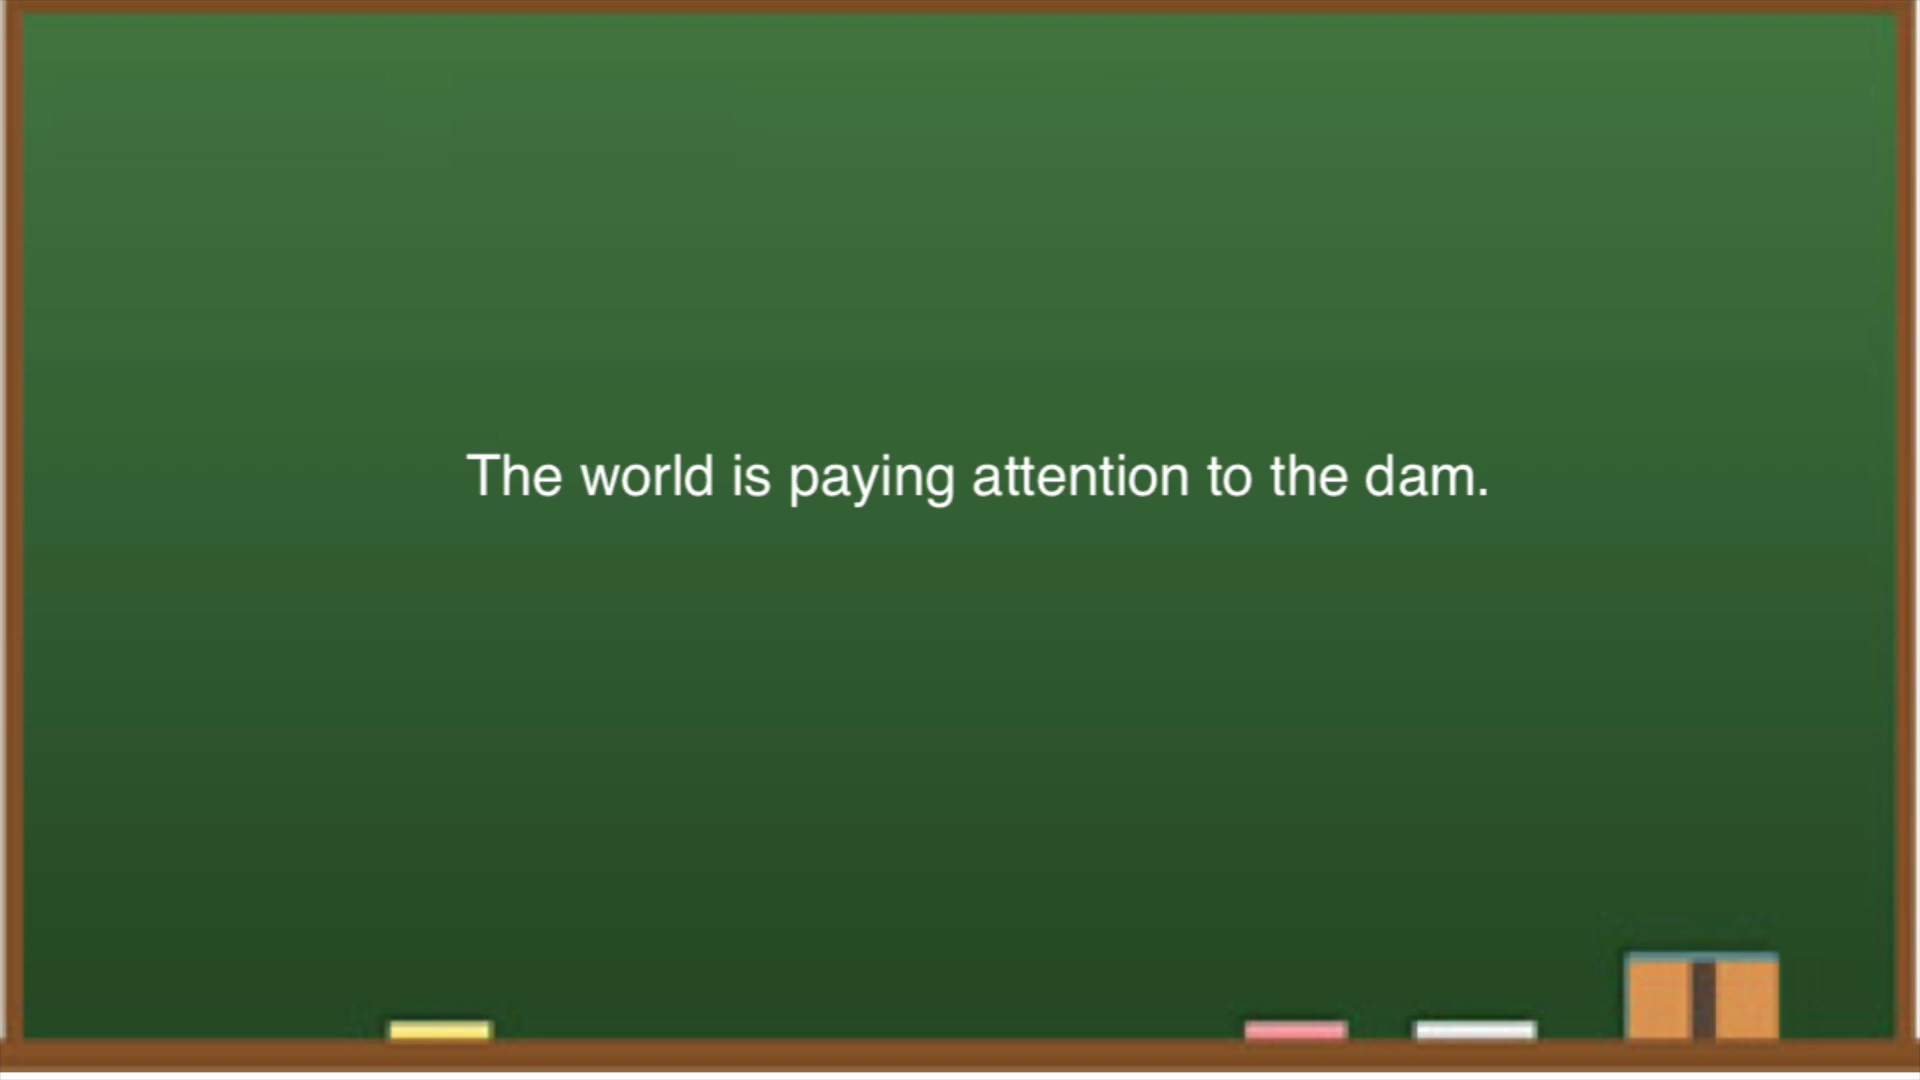 The world is paying attention to the dam.